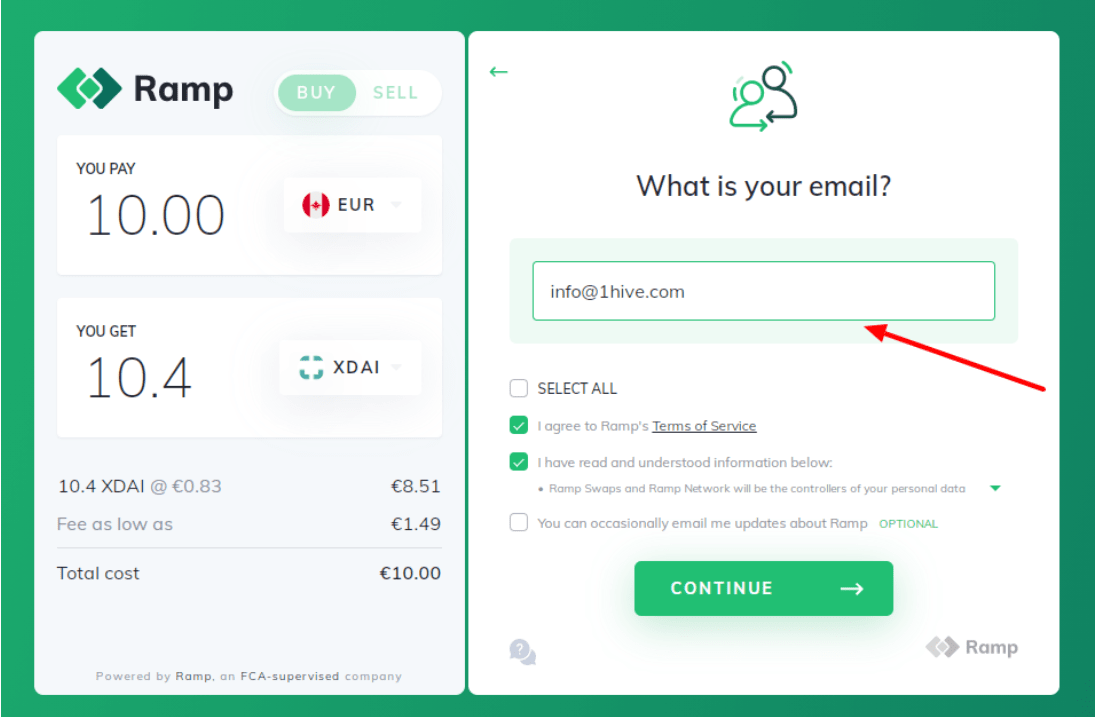 Ramp
BUY SELL
YOU PAY
10.00 EUR
YOU GET
10.4 XDAI
10.4 XDAI @ €0.83 €8.51
Fee as low as €1.49
Total cost €10.00
Powered by Ramp, an FCA-supervised company
What is your email?
info@1hive.com
SELECT ALL
I agree to Ramp's Terms of Service
I have read and understood information below:
• Ramp Swaps and Ramp Network will be the controllers of your personal data
You can occasionally email me updates about Ramp OPTIONAL
CONTINUE →
?
Ramp